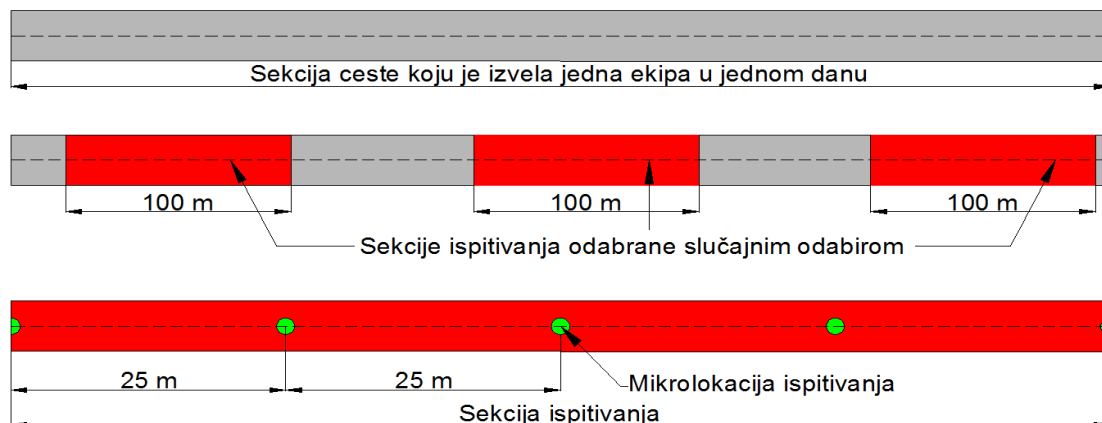 Sekcija ceste koju je izvela jedna ekipa u jednom danu
100 m
100 m
100 m
Sekcije ispitivanja odabrane slučajnim odabirom
25 m
25 m
Mikrolokacija ispitivanja
Sekcija ispitivanja